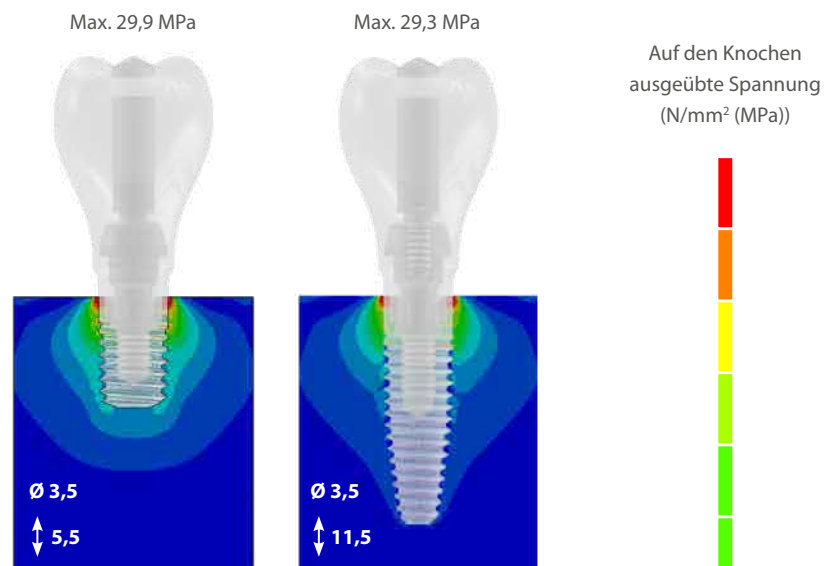 Max. 29,9 MPa
Max. 29,3 MPa
Auf den Knochen
ausgeübte Spannung
(N/mm² (MPa))
Ø 3,5
5,5
Ø 3,5
11,5